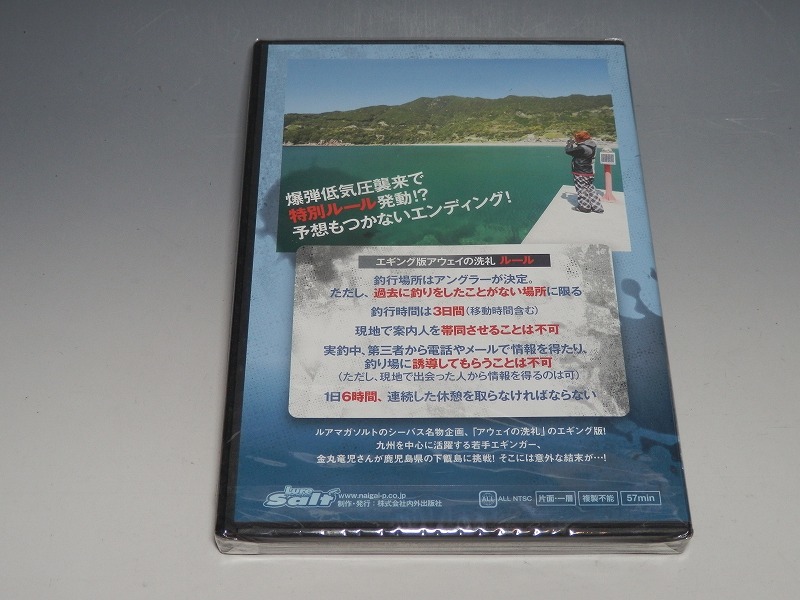 爆弾低気圧襲来で
特別ルール発動!?
予想もつかないエンディング!
エギング版アウェイの洗礼 ルール
釣行場所はアングラーが決定。
ただし、過去に釣りをしたことがない場所に限る
釣行時間は3日間(移動時間含む)
現地で案内人を帯同させることは不可
実釣中、第三者から電話やメールで情報を得たり、
釣り場に誘導してもらうことは不可
(ただし、現地で出会った人から情報を得るのは可)
1日6時間、連続した休憩を取らなければならない
ルアマガソルトのシーバス名物企画、「アウェイの洗礼」のエギング版!
九州を中心に活躍する若手エギンガー、
金丸竜児さんが鹿児島県の下甑島に挑戦! そこには意外な結末が…!
Lure Salt
www.naigai-p.co.jp
制作・発行:株式会社内外出版社
ALL ALL NTSC 片面・一層 複製不能 57min